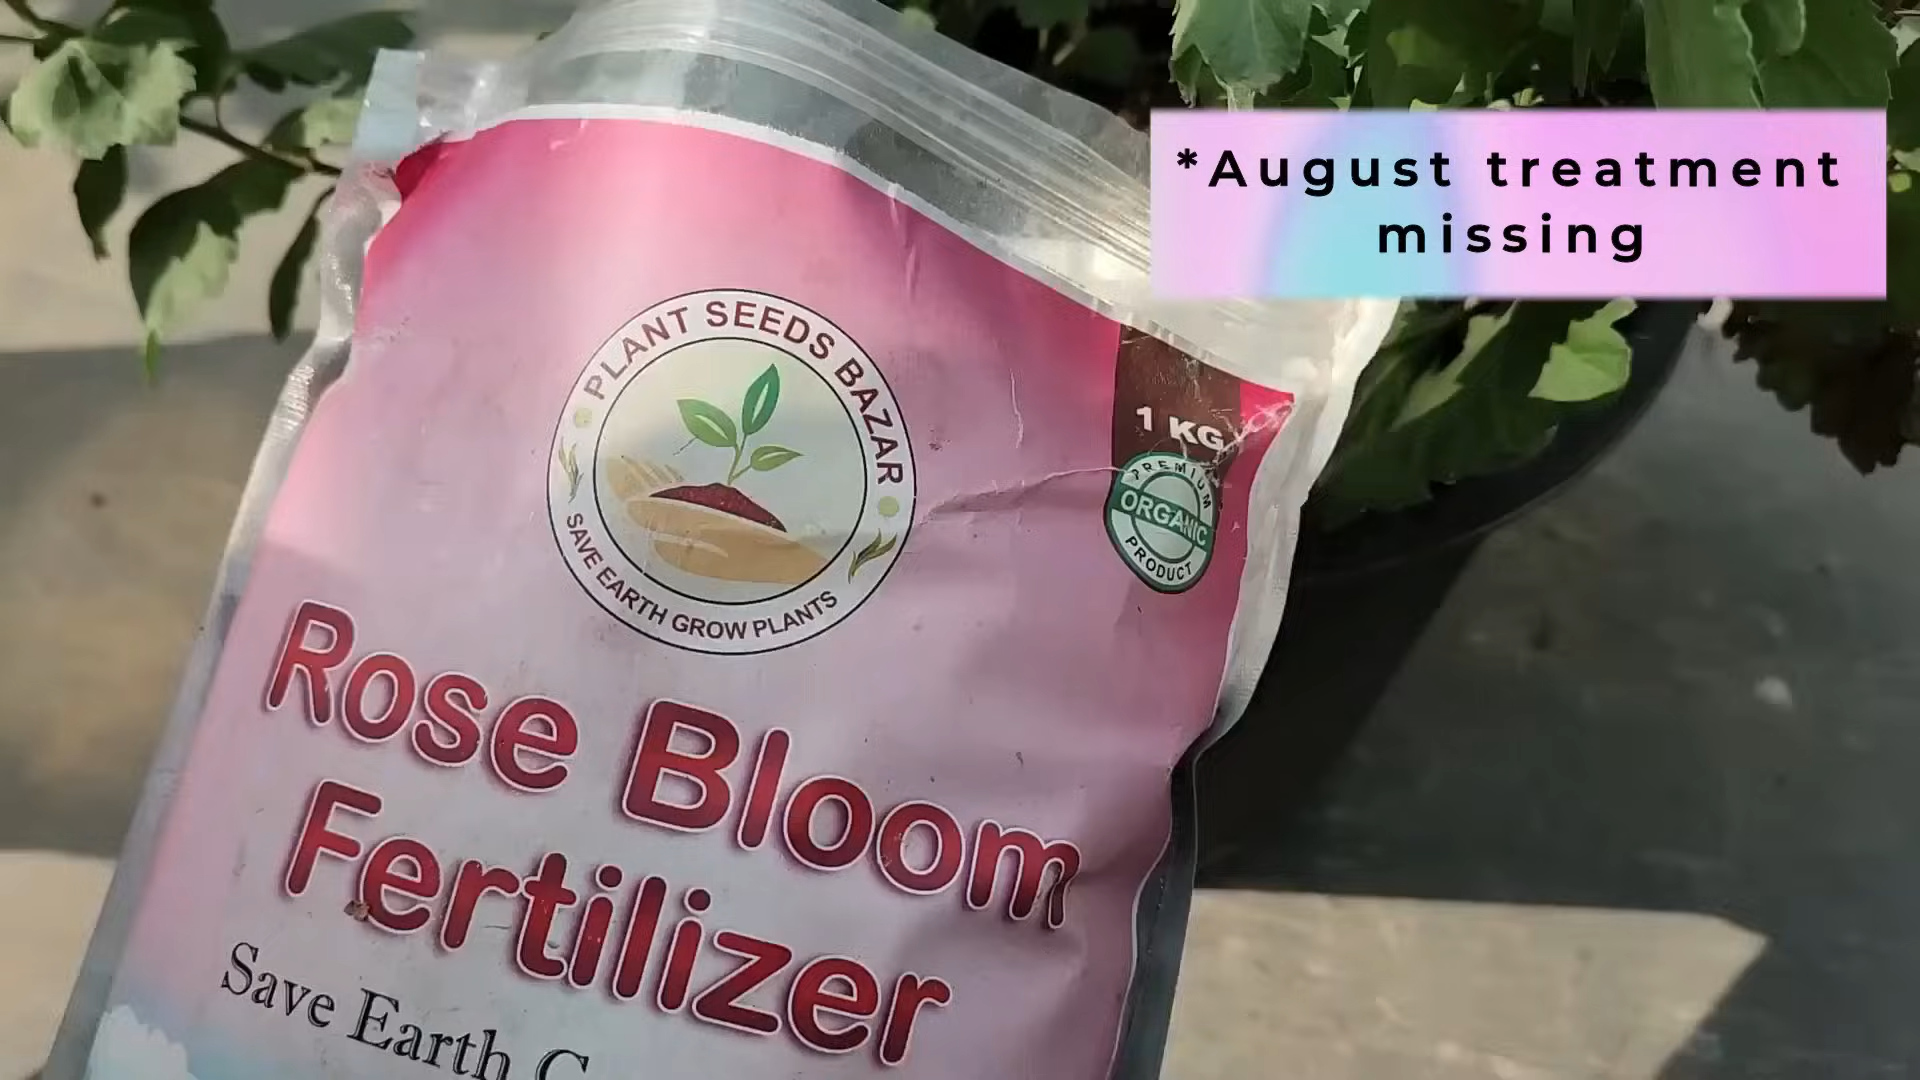 *August treatment
missing
PLANT SEEDS BAZAR
SAVE EARTH GROW PLANTS
1 KG
PREMIUM
ORGANIC
PRODUCT
Rose Bloom
Fertilizer
Save Earth G